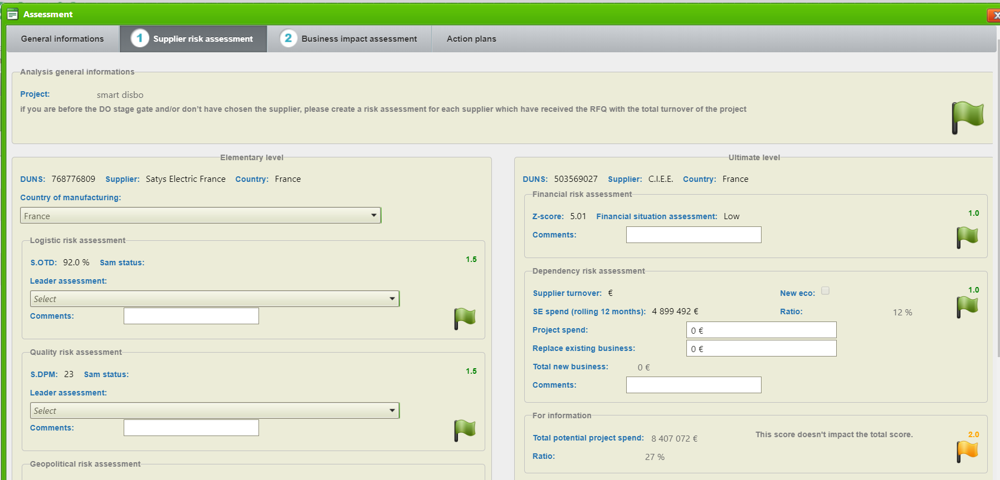 Assessment
General informations
1 Supplier risk assessment
2 Business impact assessment
Action plans
Analysis general informations
Project: smart disbo
if you are before the DO stage gate and/or don't have chosen the supplier, please create a risk assessment for each supplier which have received the RFQ with the total turnover of the project
Elementary level
DUNS: 768776809 Supplier: Satys Electric France Country: France
Country of manufacturing:
France
Logistic risk assessment
S.OTD: 92.0 % Sam status:
1.5
Leader assessment:
Select
Comments:
Quality risk assessment
S.DPM: 23 Sam status:
1.5
Leader assessment:
Select
Comments:
Geopolitical risk assessment
Ultimate level
DUNS: 503569027 Supplier: C.I.E.E. Country: France
Financial risk assessment
Z-score: 5.01 Financial situation assessment: Low
1.0
Comments:
Dependency risk assessment
Supplier turnover: € New eco:
1.0
SE spend (rolling 12 months): 4 899 492 € Ratio: 12 %
Project spend: 0 €
Replace existing business: 0 €
Total new business: 0 €
Comments:
For information
Total potential project spend: 8 407 072 € This score doesn't impact the total score.
2.0
Ratio: 27 %